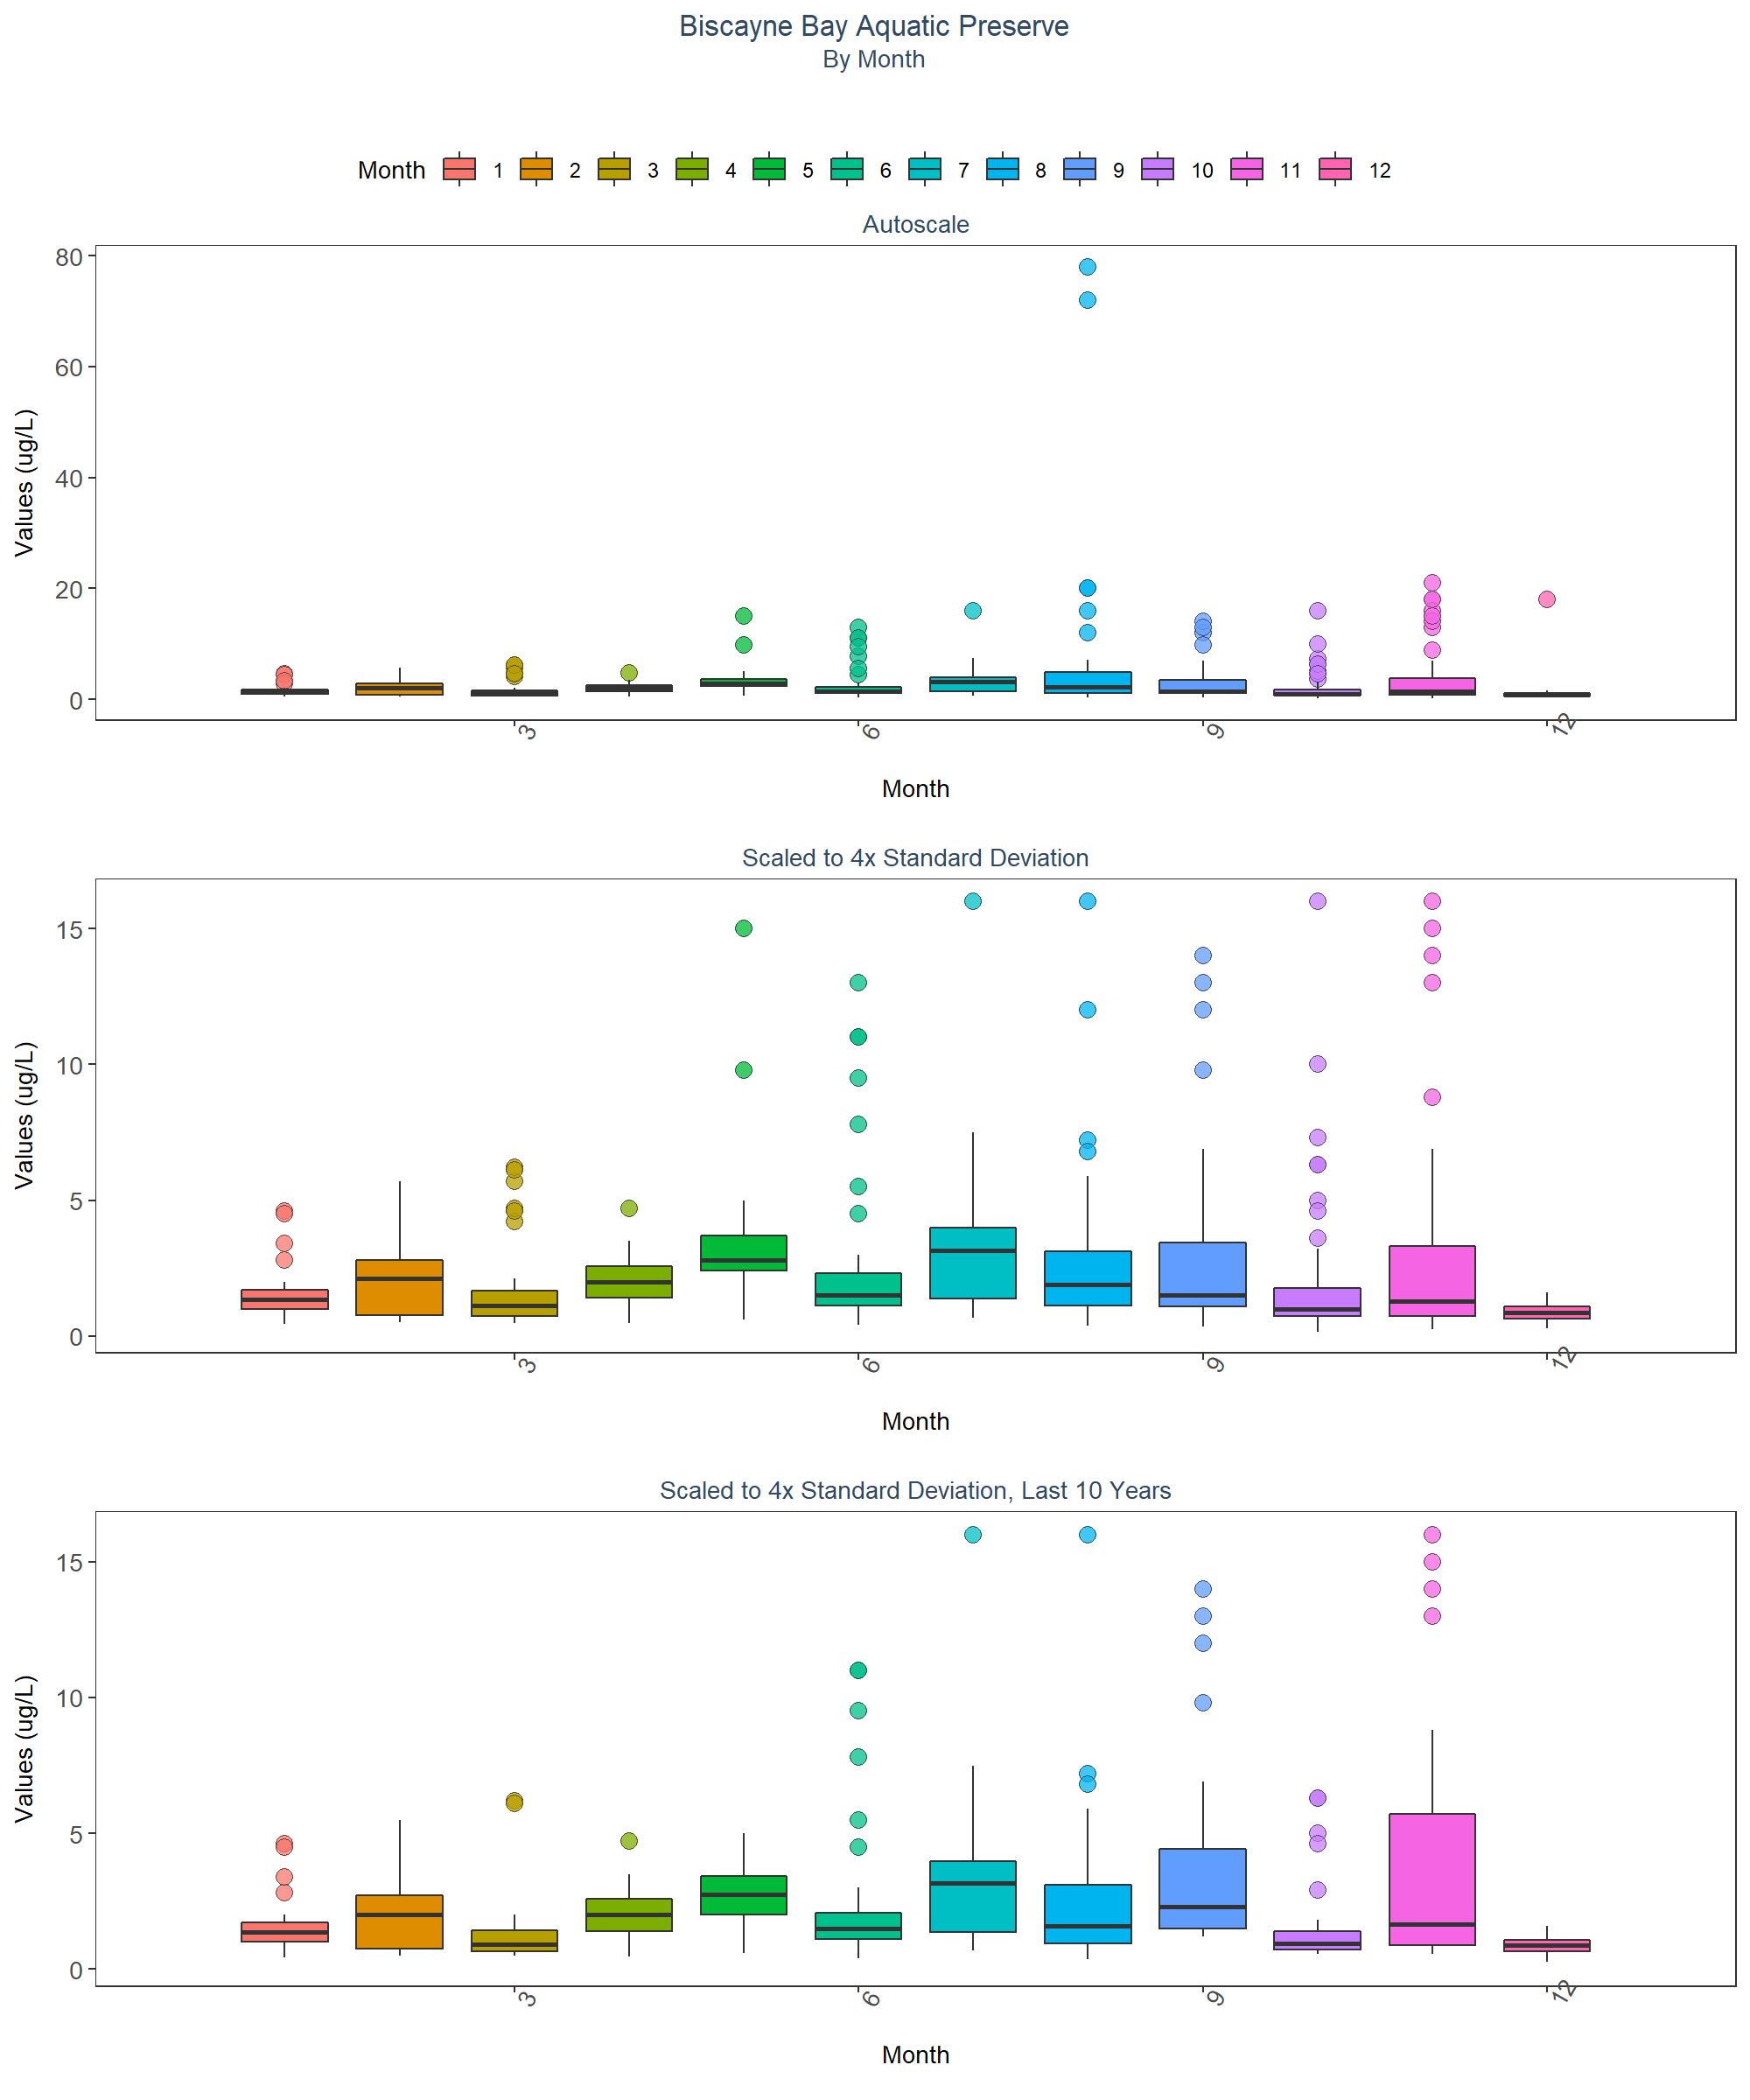 Biscayne Bay Aquatic Preserve
By Month
Month 1 2 3 4 5 6 7 8 9 10 11 12
Autoscale
Values (ug/L)
80
60
40
20
0
3 6 9 12
Month
Scaled to 4x Standard Deviation
Values (ug/L)
15
10
5
0
3 6 9 12
Month
Scaled to 4x Standard Deviation, Last 10 Years
Values (ug/L)
15
10
5
0
3 6 9 12
Month